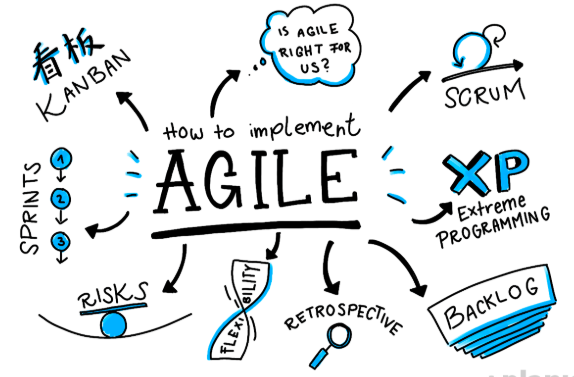 看板
KANBAN
IS AGILE
RIGHT FOR
US?
SCRUM
How to implement
AGILE
SPRINTS
1
2
3
XP
Extreme
PROGRAMMING
RISKS
FLEXIBILITY
RETROSPECTIVE
BACKLOG